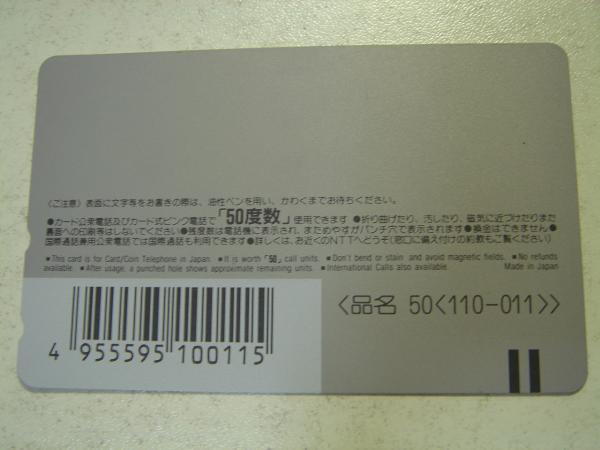 〈ご注意〉表面に文字等をお書きの際は、油性ペンを用い、かわくまでお待ちください。
●カード公衆電話及びカード式ピンク電話で「50度数」使用できます ●折り曲げたり、汚したり、磁気に近づけたりまた
裏面への印刷等はしないでください ●残度数は電話機に表示され、まためやすがパンチ穴で表示されます ●換金はできません ●
国際通話兼用公衆電話では国際通話も利用できます ●詳しくは、お近くのNTTへどうぞ(窓口に備え付けの約款もご覧ください)
■This card is for Card/Coin Telephone in Japan. ■It is worth「50」call units. ■Don't bend or stain and avoid magnetic fields. ■No refunds
available. ■After usage, a punched hole shows approximate remaining units. ■International Calls also available. Made in Japan
〈品名 50〈110-011〉〉
4 955595 100115